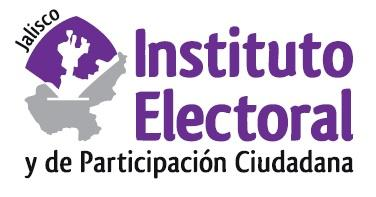 Jalisco
Instituto
Electoral
y de Participación Ciudadana